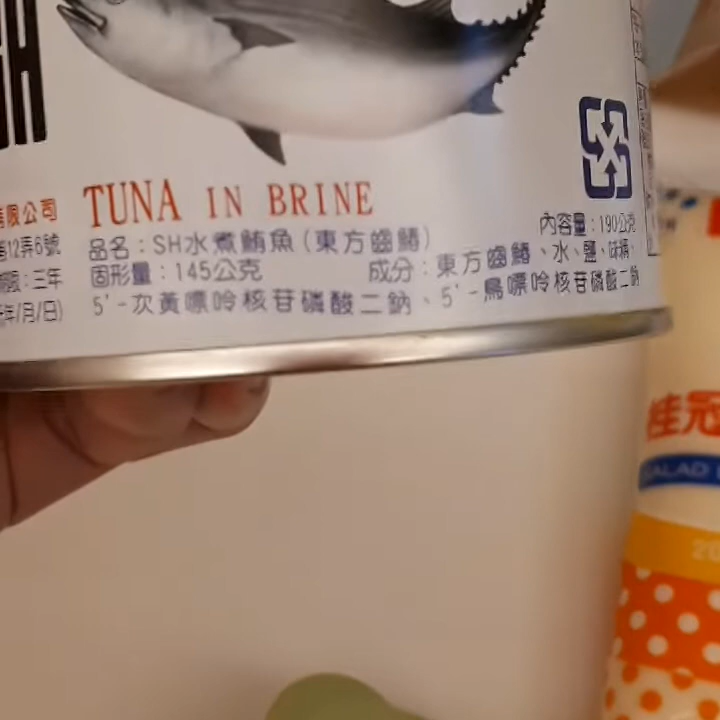 SH
TUNA IN BRINE
限公司
品名：SH水煮鮪魚（東方齒鰆）
內容量：190公克
12弄6號
固形量：145公克
成分：東方齒鰆、水、鹽、味精、
：三年
5'-次黃嘌呤核苷磷酸二鈉、5'-鳥嘌呤核苷磷酸二鈉
年/月/日)
桂冠
SALAD